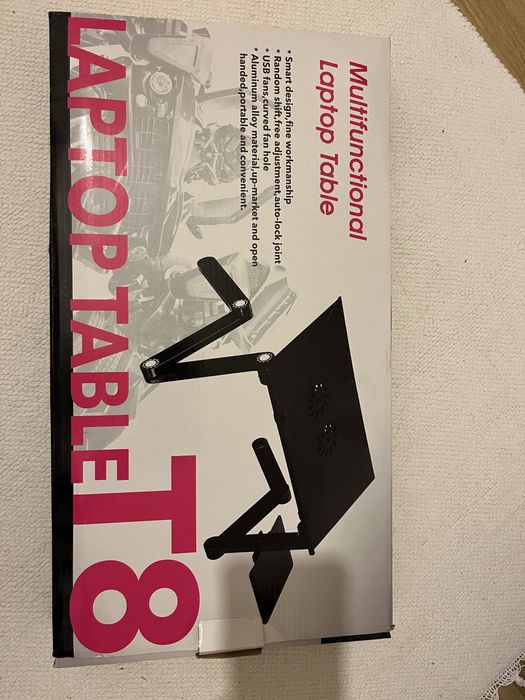 Multifunctional
Laptop Table
* Smart design,fine workmanship
* Random shift,free adjustment,auto-lock joint
* USB fans,curved fan hole
* Aluminum alloy material,up-market and open
handed,portable and convenient.
LAPTOP TABLE T8